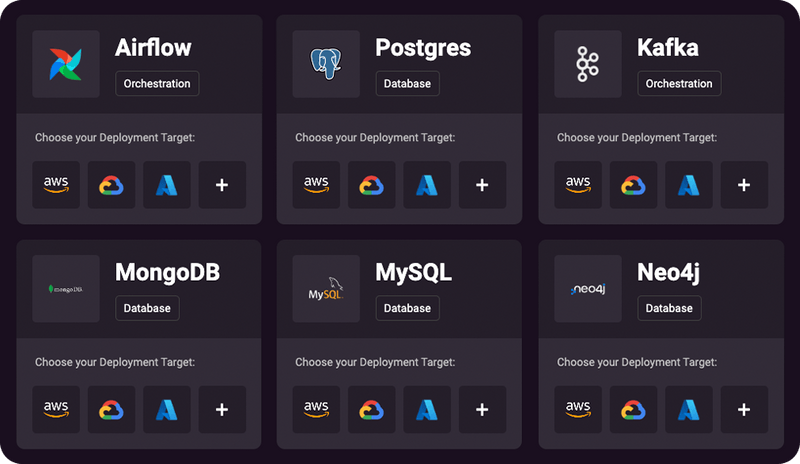 Airflow
Orchestration
Choose your Deployment Target:
aws
+
Postgres
Database
Choose your Deployment Target:
aws
+
Kafka
Orchestration
Choose your Deployment Target:
aws
+
mongoDB
MongoDB
Database
Choose your Deployment Target:
aws
+
MySQL
MySQL
Database
Choose your Deployment Target:
aws
+
neo4j
Neo4j
Database
Choose your Deployment Target:
aws
+